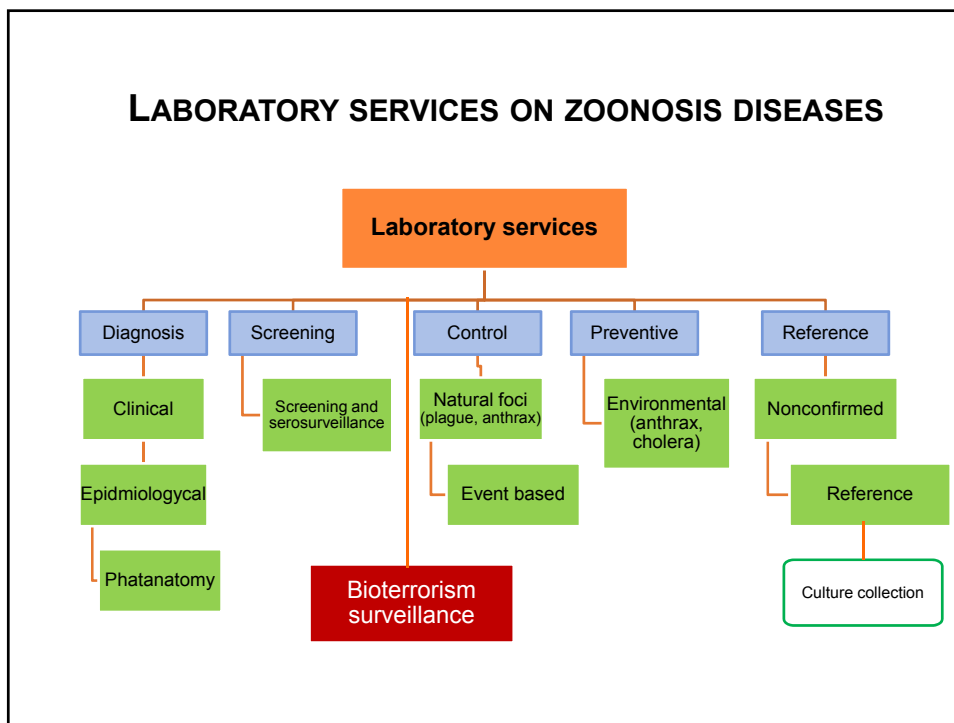 LABORATORY SERVICES ON ZOONOSIS DISEASES
Laboratory services
Diagnosis
Screening
Control
Preventive
Reference
Clinical
Screening and
serosurveillance
Natural foci
(plague, anthrax)
Environmental
(anthrax,
cholera)
Nonconfirmed
Epidmiologycal
Event based
Reference
Phatanatomy
Bioterrorism
surveillance
Culture collection